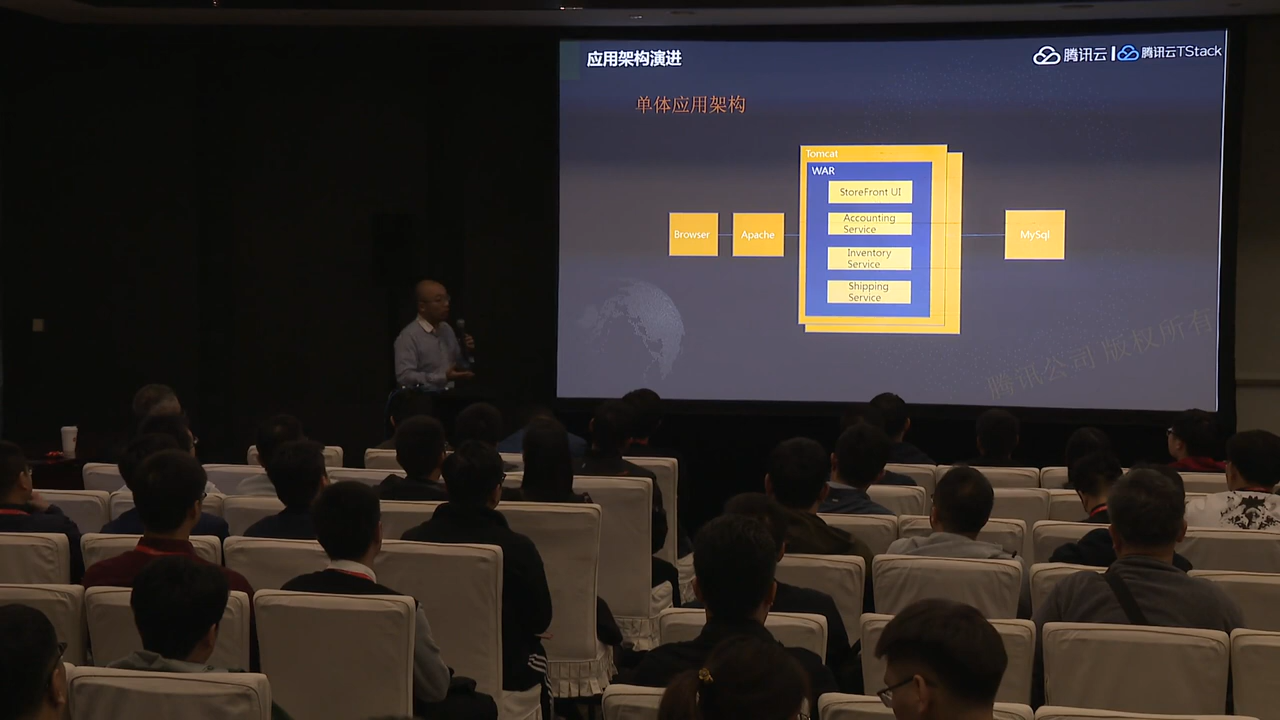 应用架构演进
腾讯云 | 腾讯云TStack
单体应用架构
Tomcat
WAR
StoreFront UI
Accounting
Service
Inventory
Service
Shipping
Service
Browser
Apache
MySql
腾讯公司 版权所有